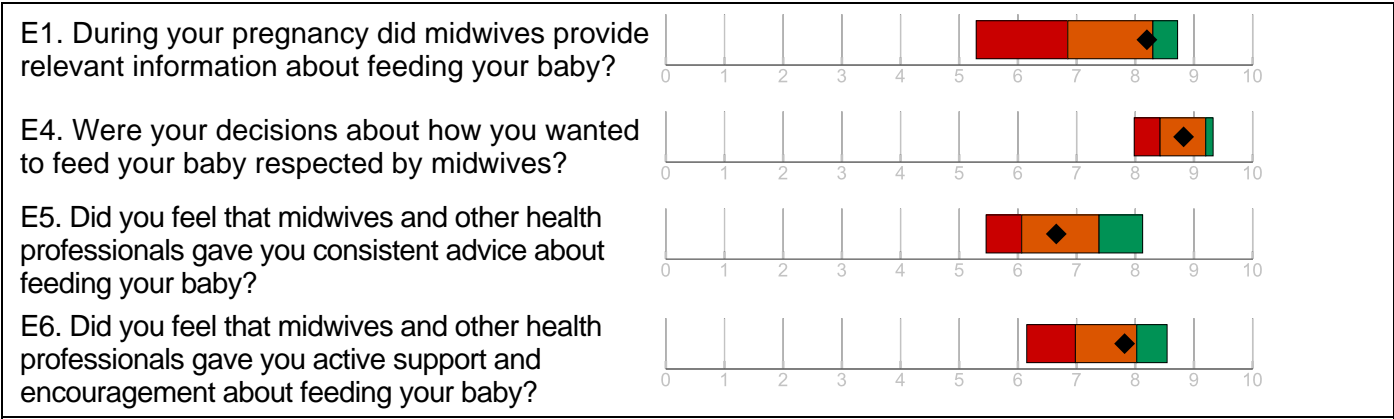 E1. During your pregnancy did midwives provide
relevant information about feeding your baby?
0 1 2 3 4 5 6 7 8 9 10
E4. Were your decisions about how you wanted
to feed your baby respected by midwives?
0 1 2 3 4 5 6 7 8 9 10
E5. Did you feel that midwives and other health
professionals gave you consistent advice about
feeding your baby?
0 1 2 3 4 5 6 7 8 9 10
E6. Did you feel that midwives and other health
professionals gave you active support and
encouragement about feeding your baby?
0 1 2 3 4 5 6 7 8 9 10